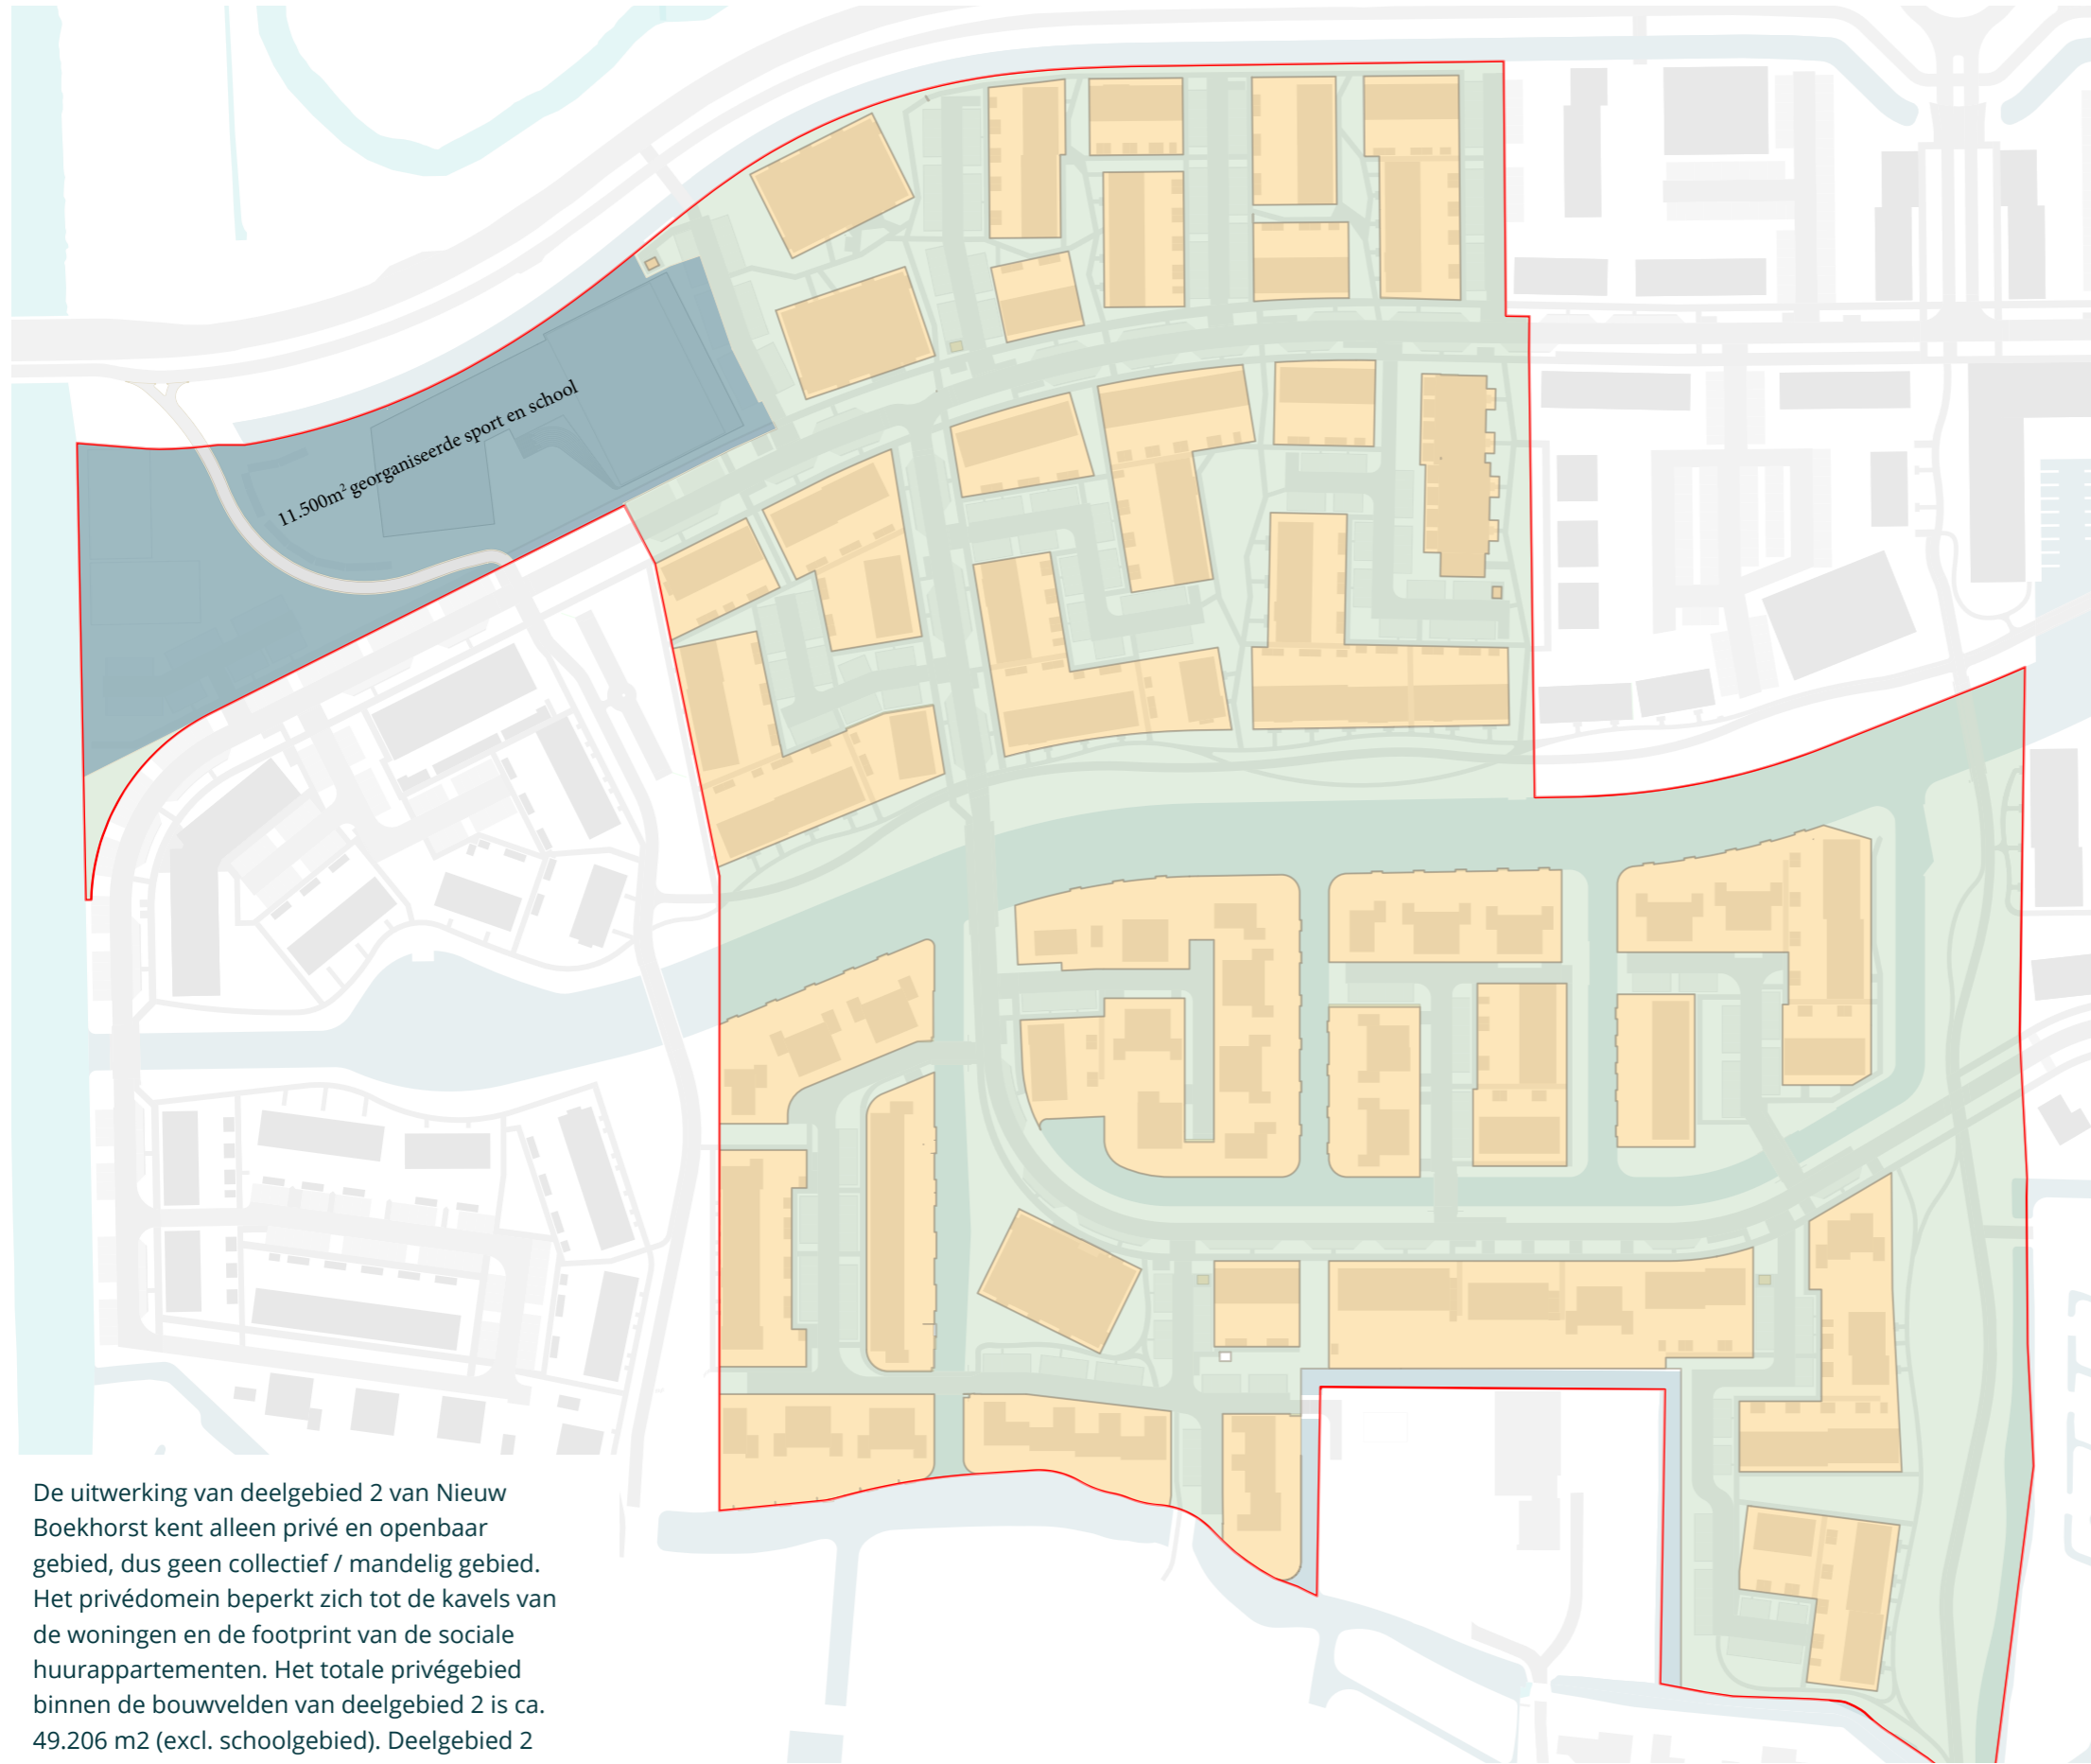 11.500m² georganiseerde sport en school
De uitwerking van deelgebied 2 van Nieuw
Boekhorst kent alleen privé en openbaar
gebied, dus geen collectief / mandelig gebied.
Het privédomein beperkt zich tot de kavels van
de woningen en de footprint van de sociale
huurappartementen. Het totale privégebied
binnen de bouwvelden van deelgebied 2 is ca.
49.206 m2 (excl. schoolgebied). Deelgebied 2